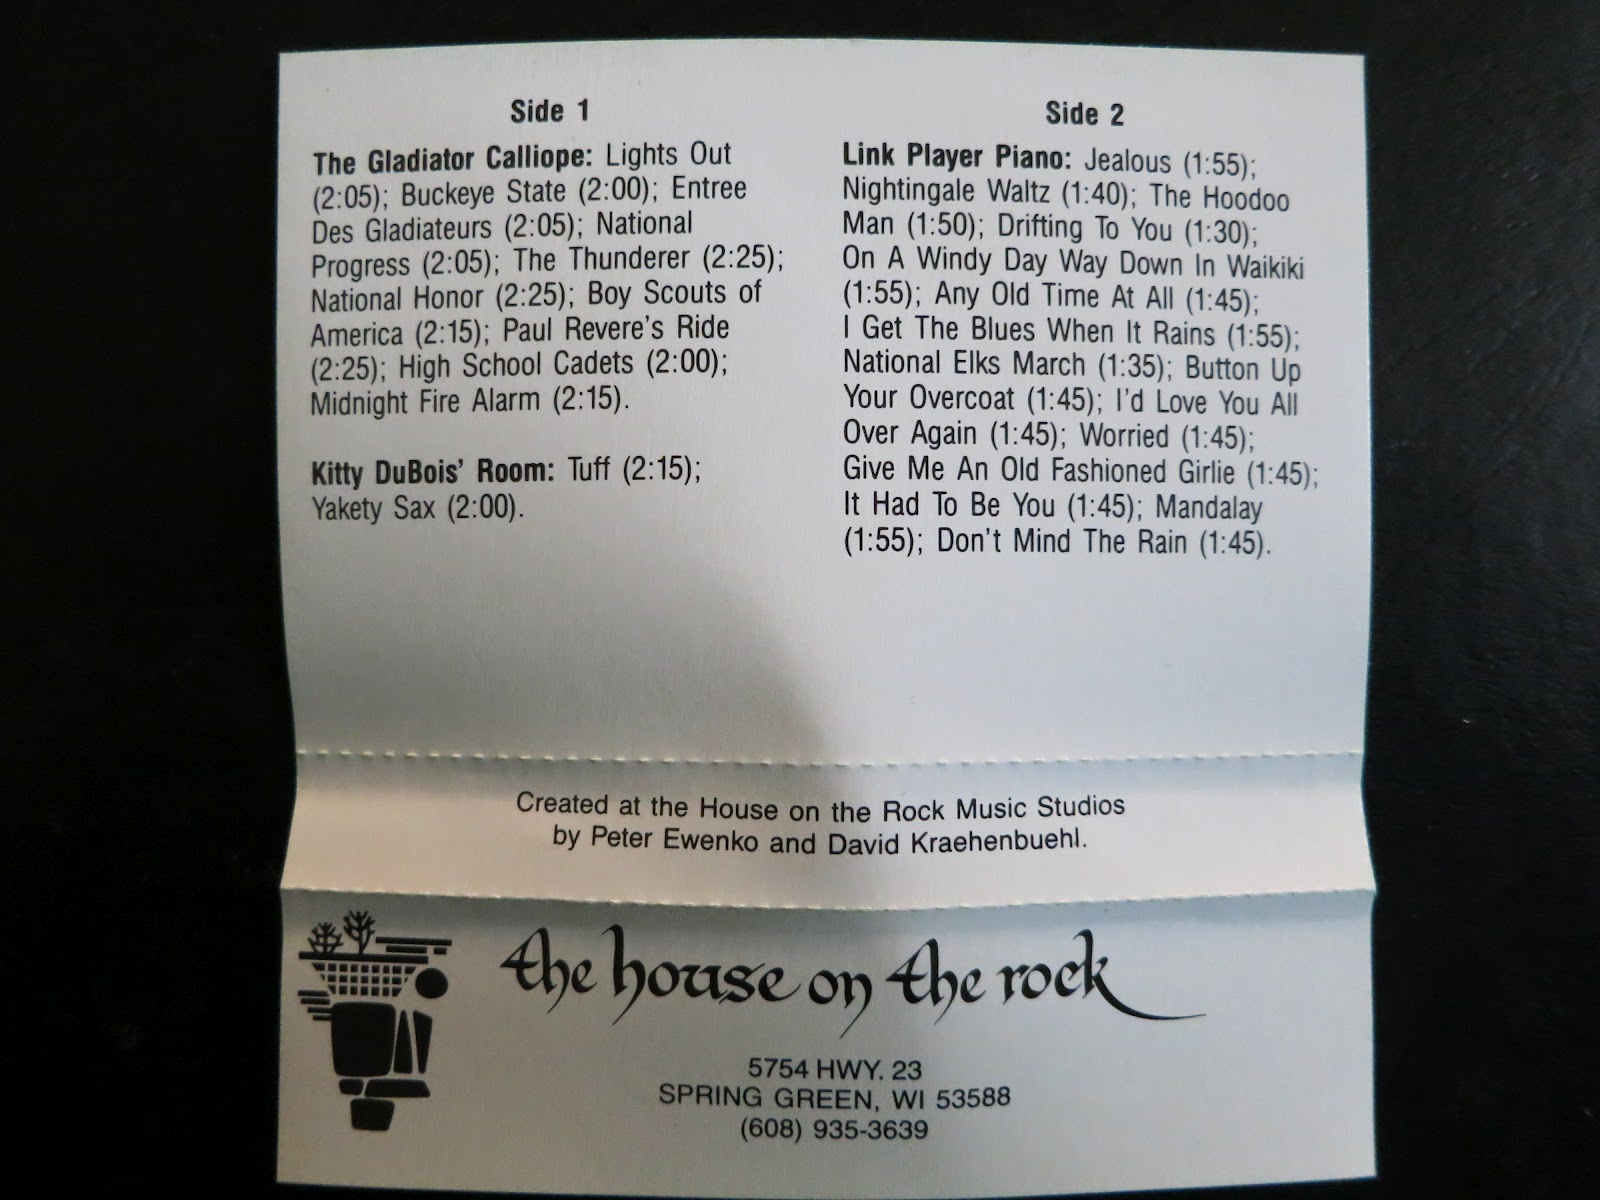 Side 1
The Gladiator Calliope: Lights Out
(2:05); Buckeye State (2:00); Entree
Des Gladiateurs (2:05); National
Progress (2:05); The Thunderer (2:25);
National Honor (2:25); Boy Scouts of
America (2:15); Paul Revere's Ride
(2:25); High School Cadets (2:00);
Midnight Fire Alarm (2:15).
Kitty DuBois' Room: Tuff (2:15);
Yakety Sax (2:00).
Side 2
Link Player Piano: Jealous (1:55);
Nightingale Waltz (1:40); The Hoodoo
Man (1:50); Drifting To You (1:30);
On A Windy Day Way Down In Waikiki
(1:55); Any Old Time At All (1:45);
I Get The Blues When It Rains (1:55);
National Elks March (1:35); Button Up
Your Overcoat (1:45); I'd Love You All
Over Again (1:45); Worried (1:45);
Give Me An Old Fashioned Girlie (1:45);
It Had To Be You (1:45); Mandalay
(1:55); Don't Mind The Rain (1:45).
Created at the House on the Rock Music Studios
by Peter Ewenko and David Kraehenbuehl.
the house on the rock
5754 HWY. 23
SPRING GREEN, WI 53588
(608) 935-3639